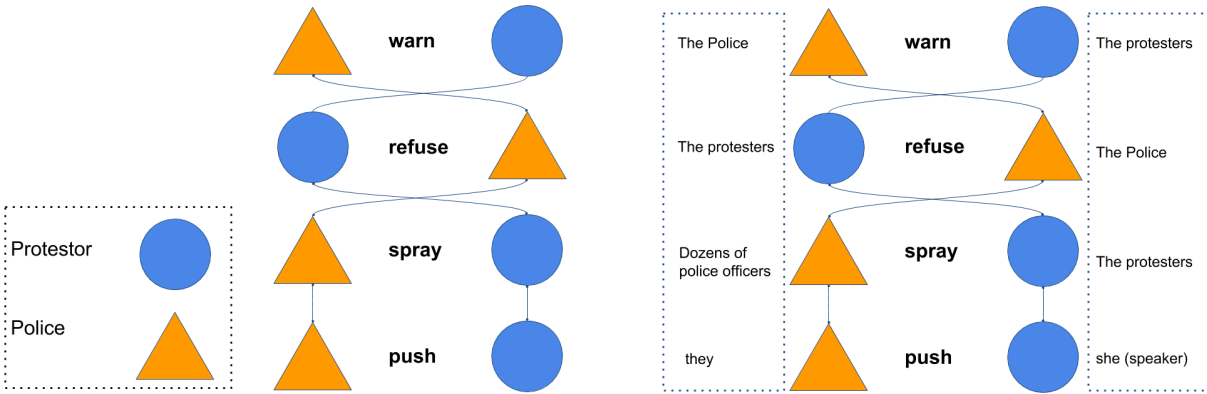 warn
refuse
spray
push
Protestor
Police
The Police
warn
The protesters
The protesters
refuse
The Police
Dozens of
police officers
spray
The protesters
they
push
she (speaker)